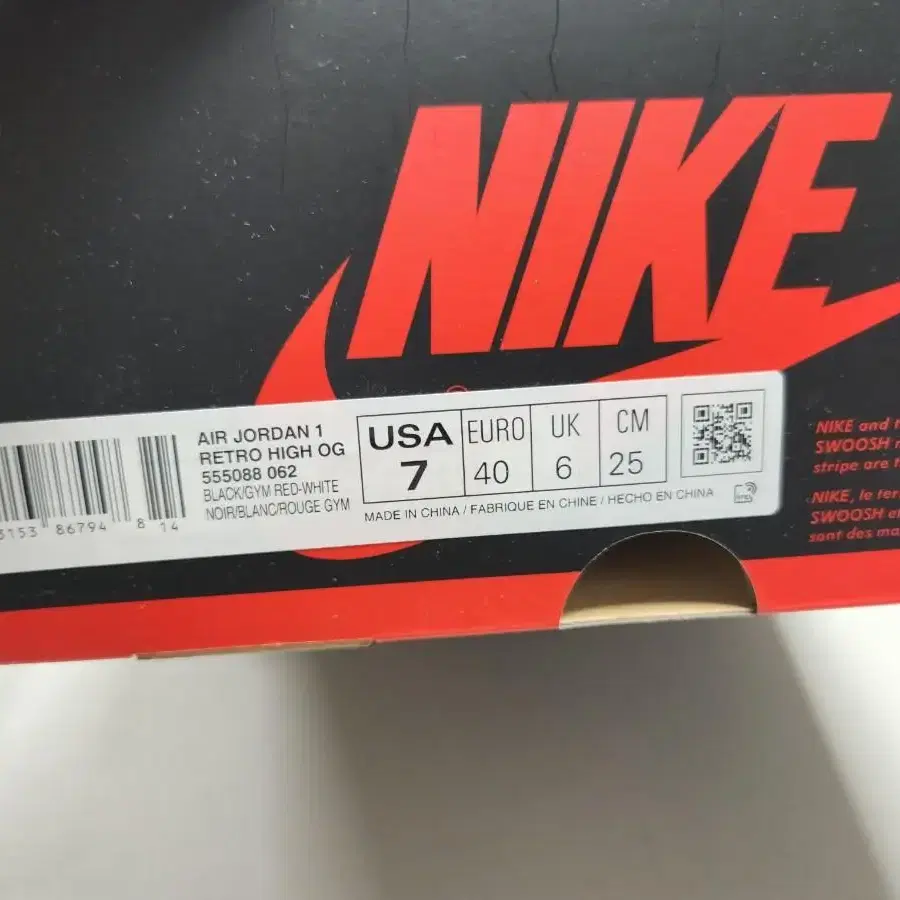 NIKE
AIR JORDAN 1
RETRO HIGH OG
555088 062
BLACK/GYM RED-WHITE
NOIR/BLANC/ROUGE GYM
USA EURO UK CM
7 40 6 25
MADE IN CHINA / FABRIQUE EN CHINE / HECHO EN CHINA
3153 86794 8 14
NIKE and
SWOOSH
stripe are
NIKE, le
SWOOSH
sont des